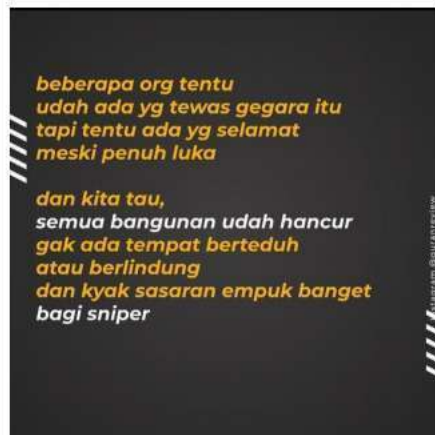 beberapa org tentu
udah ada yg tewas gegara itu
tapi tentu ada yg selamat
meski penuh luka
dan kita tau,
semua bangunan udah hancur
gak ada tempat berteduh
atau berlindung
dan kyak sasaran empuk banget
bagi sniper
@quranreview